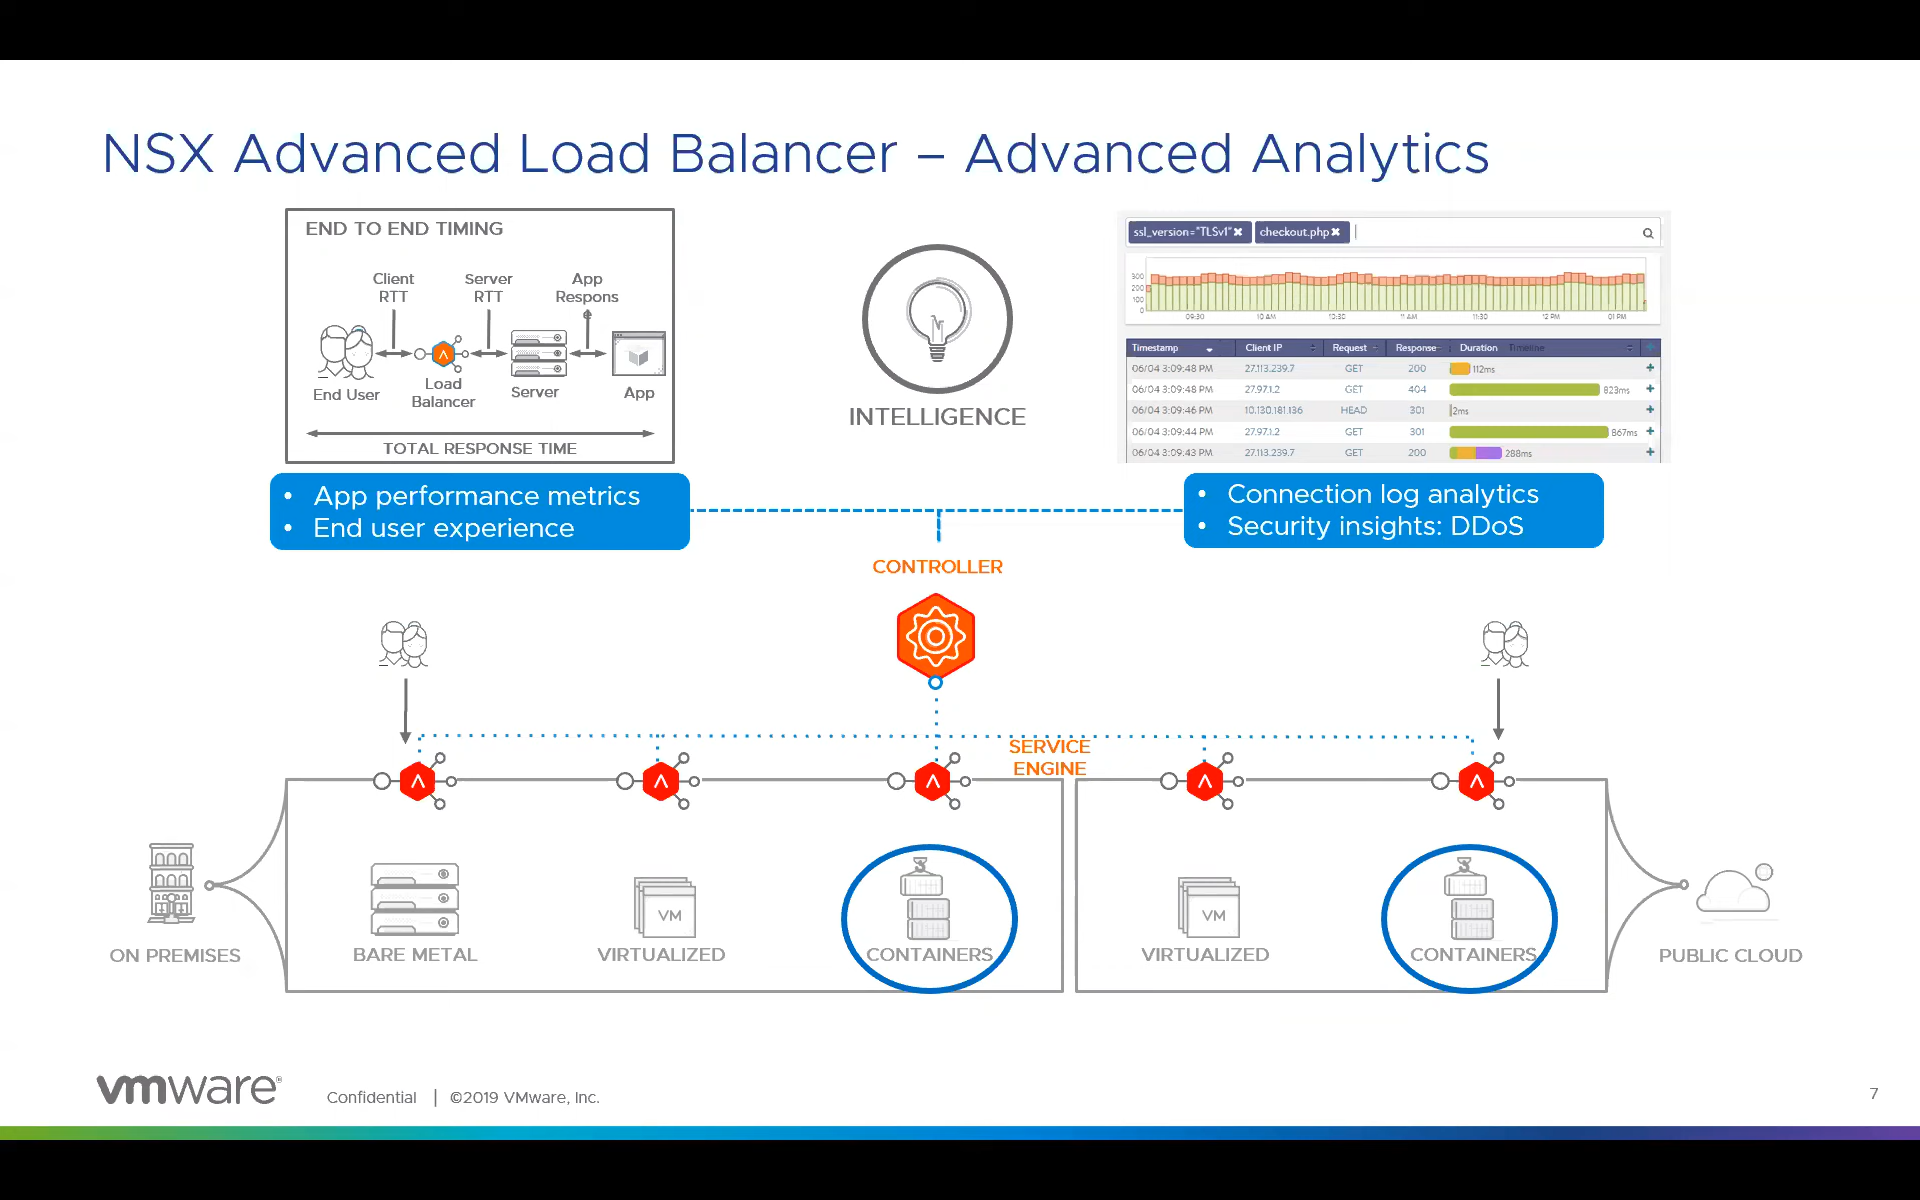 NSX Advanced Load Balancer – Advanced Analytics
END TO END TIMING
Client
RTT
Server
RTT
App
Respons
e
End User
Load
Balancer
Server
App
TOTAL RESPONSE TIME
INTELLIGENCE
ssl_version="TLSv1" ✖ checkout.php ✖
300
200
100
0
09:30 10 AM 10:30 11 AM 11:30 12 PM 01 PM
Timestamp Client IP Request Response Duration Timeline
06/04 3:09:48 PM 27.113.239.7 GET 200 112ms +
06/04 3:09:48 PM 27.97.1.2 GET 404 823ms +
06/04 3:09:46 PM 10.130.181.136 HEAD 301 2ms +
06/04 3:09:44 PM 27.97.1.2 GET 301 867ms +
06/04 3:09:43 PM 27.113.239.7 GET 200 288ms +
• App performance metrics
• End user experience
• Connection log analytics
• Security insights: DDoS
CONTROLLER
SERVICE
ENGINE
VM
VM
ON PREMISES
BARE METAL
VIRTUALIZED
CONTAINERS
VIRTUALIZED
CONTAINERS
PUBLIC CLOUD
vmware®
Confidential | ©2019 VMware, Inc.
7